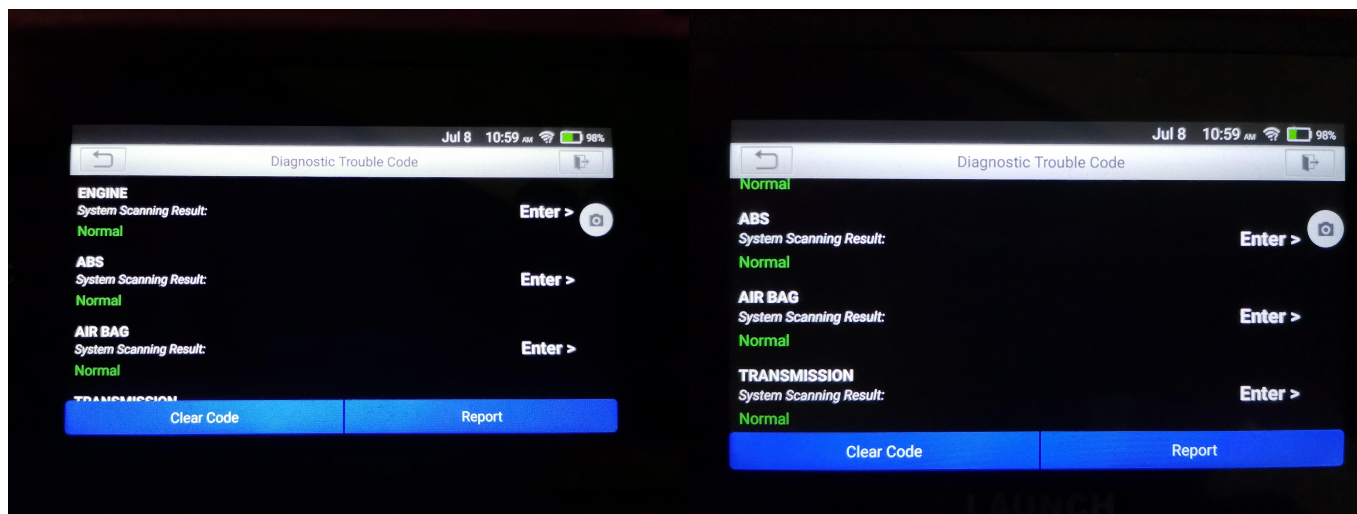 Jul 8 10:59 AM 98%
Diagnostic Trouble Code
ENGINE
System Scanning Result:
Enter >
Normal
ABS
System Scanning Result:
Enter >
Normal
AIR BAG
System Scanning Result:
Enter >
Normal
TRANSMISSION
Clear Code
Report
Jul 8 10:59 AM 98%
Diagnostic Trouble Code
Normal
ABS
System Scanning Result:
Enter >
Normal
AIR BAG
System Scanning Result:
Enter >
Normal
TRANSMISSION
System Scanning Result:
Enter >
Normal
Clear Code
Report
LAUNCH